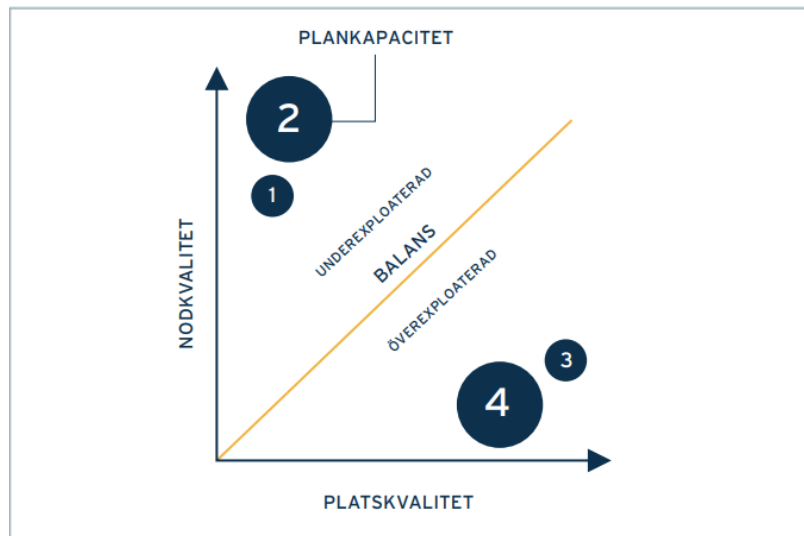 PLANKAPACITET
2
1
UNDEREXPLOATERAD
BALANS
ÖVEREXPLOATERAD
NODKVALITET
3
4
PLATSKVALITET